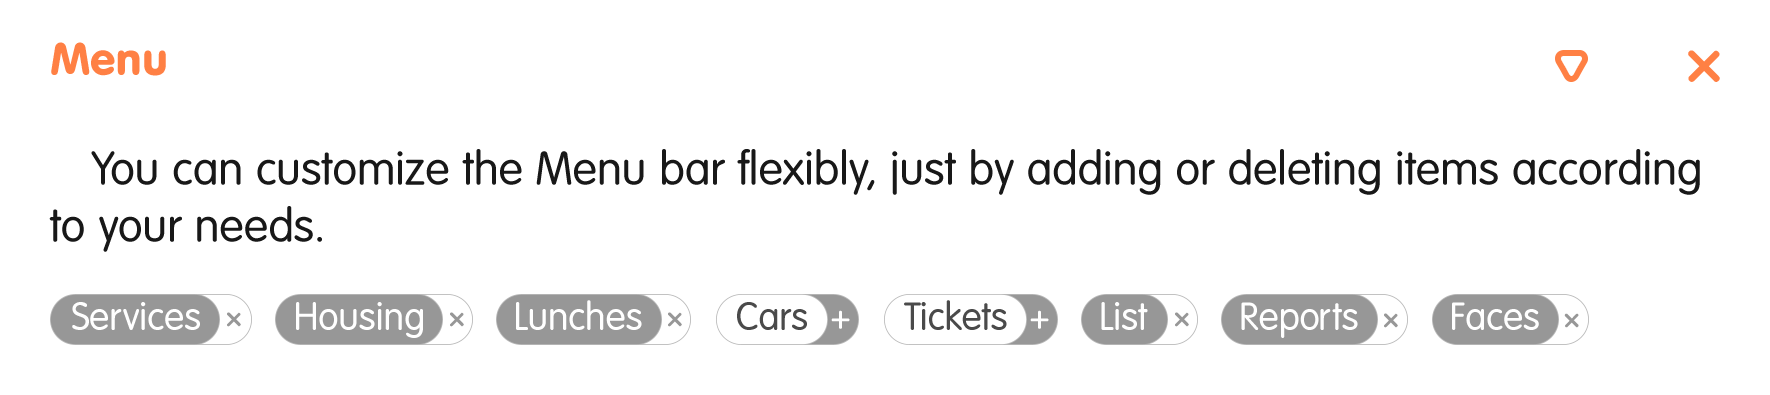 Menu
You can customize the Menu bar flexibly, just by adding or deleting items according
to your needs.
Services × Housing × Lunches × Cars + Tickets + List × Reports × Faces ×